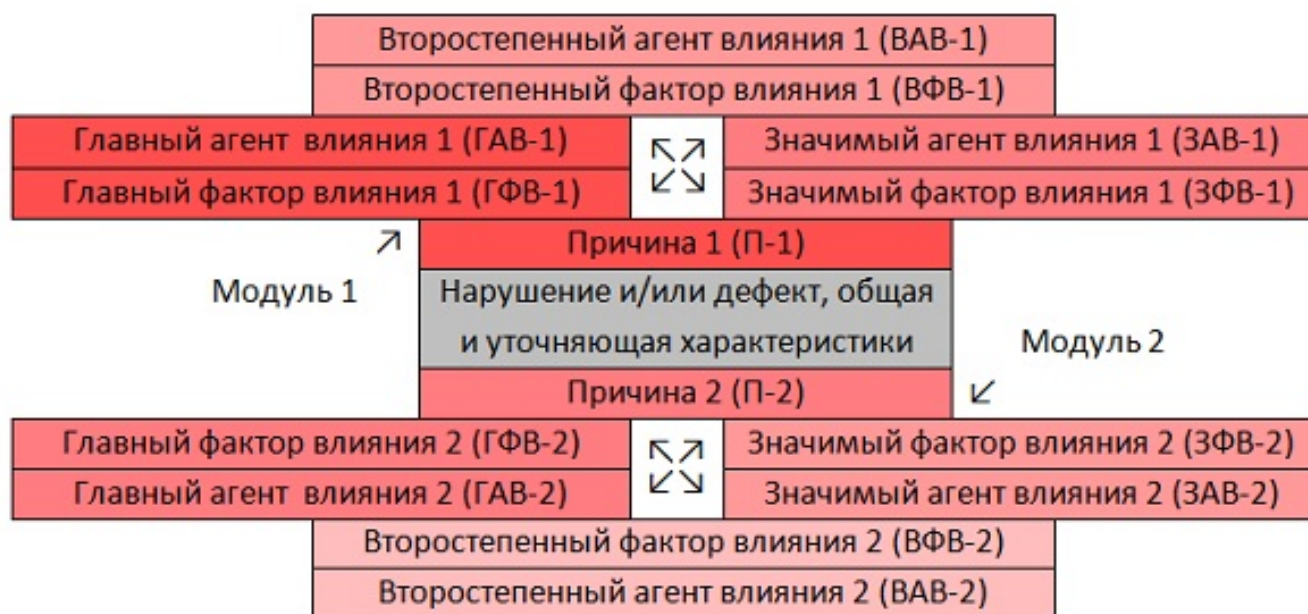 Второстепенный агент влияния 1 (ВАВ-1)
Второстепенный фактор влияния 1 (ВФВ-1)
Главный агент влияния 1 (ГАВ-1)
Значимый агент влияния 1 (ЗАВ-1)
Главный фактор влияния 1 (ГФВ-1)
Значимый фактор влияния 1 (ЗФВ-1)
Причина 1 (П-1)
Модуль 1
Нарушение и/или дефект, общая
и уточняющая характеристики
Модуль 2
Причина 2 (П-2)
Главный фактор влияния 2 (ГФВ-2)
Значимый фактор влияния 2 (ЗФВ-2)
Главный агент влияния 2 (ГАВ-2)
Значимый агент влияния 2 (ЗАВ-2)
Второстепенный фактор влияния 2 (ВФВ-2)
Второстепенный агент влияния 2 (ВАВ-2)